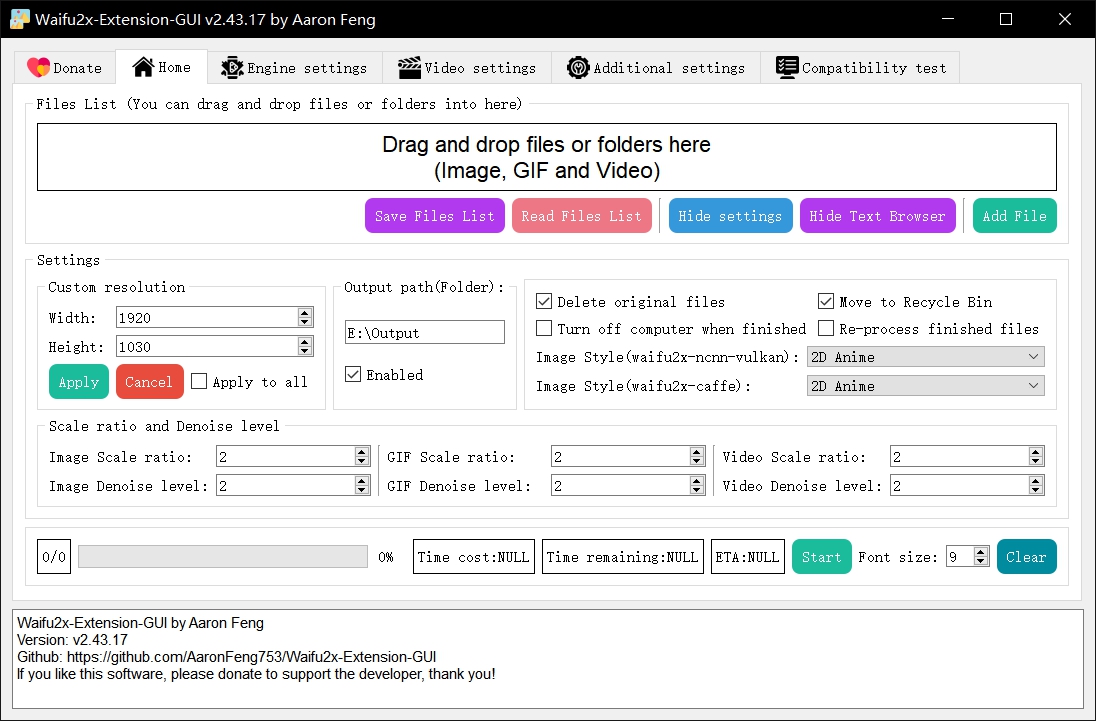 Waifu2x-Extension-GUI v2.43.17 by Aaron Feng
Donate
Home
Engine settings
Video settings
Additional settings
Compatibility test
Files List (You can drag and drop files or folders into here)
Drag and drop files or folders here
(Image, GIF and Video)
Save Files List
Read Files List
Hide settings
Hide Text Browser
Add File
Settings
Custom resolution
Width: 1920
Height: 1030
Apply
Cancel
Apply to all
Output path(Folder):
E:\Output
Enabled
Delete original files
Move to Recycle Bin
Turn off computer when finished
Re-process finished files
Image Style(waifu2x-ncnn-vulkan): 2D Anime
Image Style(waifu2x-caffe): 2D Anime
Scale ratio and Denoise level
Image Scale ratio: 2
GIF Scale ratio: 2
Video Scale ratio: 2
Image Denoise level: 2
GIF Denoise level: 2
Video Denoise level: 2
0/0
0%
Time cost:NULL
Time remaining:NULL
ETA:NULL
Start
Font size: 9
Clear
Waifu2x-Extension-GUI by Aaron Feng
Version: v2.43.17
Github: https://github.com/AaronFeng753/Waifu2x-Extension-GUI
If you like this software, please donate to support the developer, thank you!